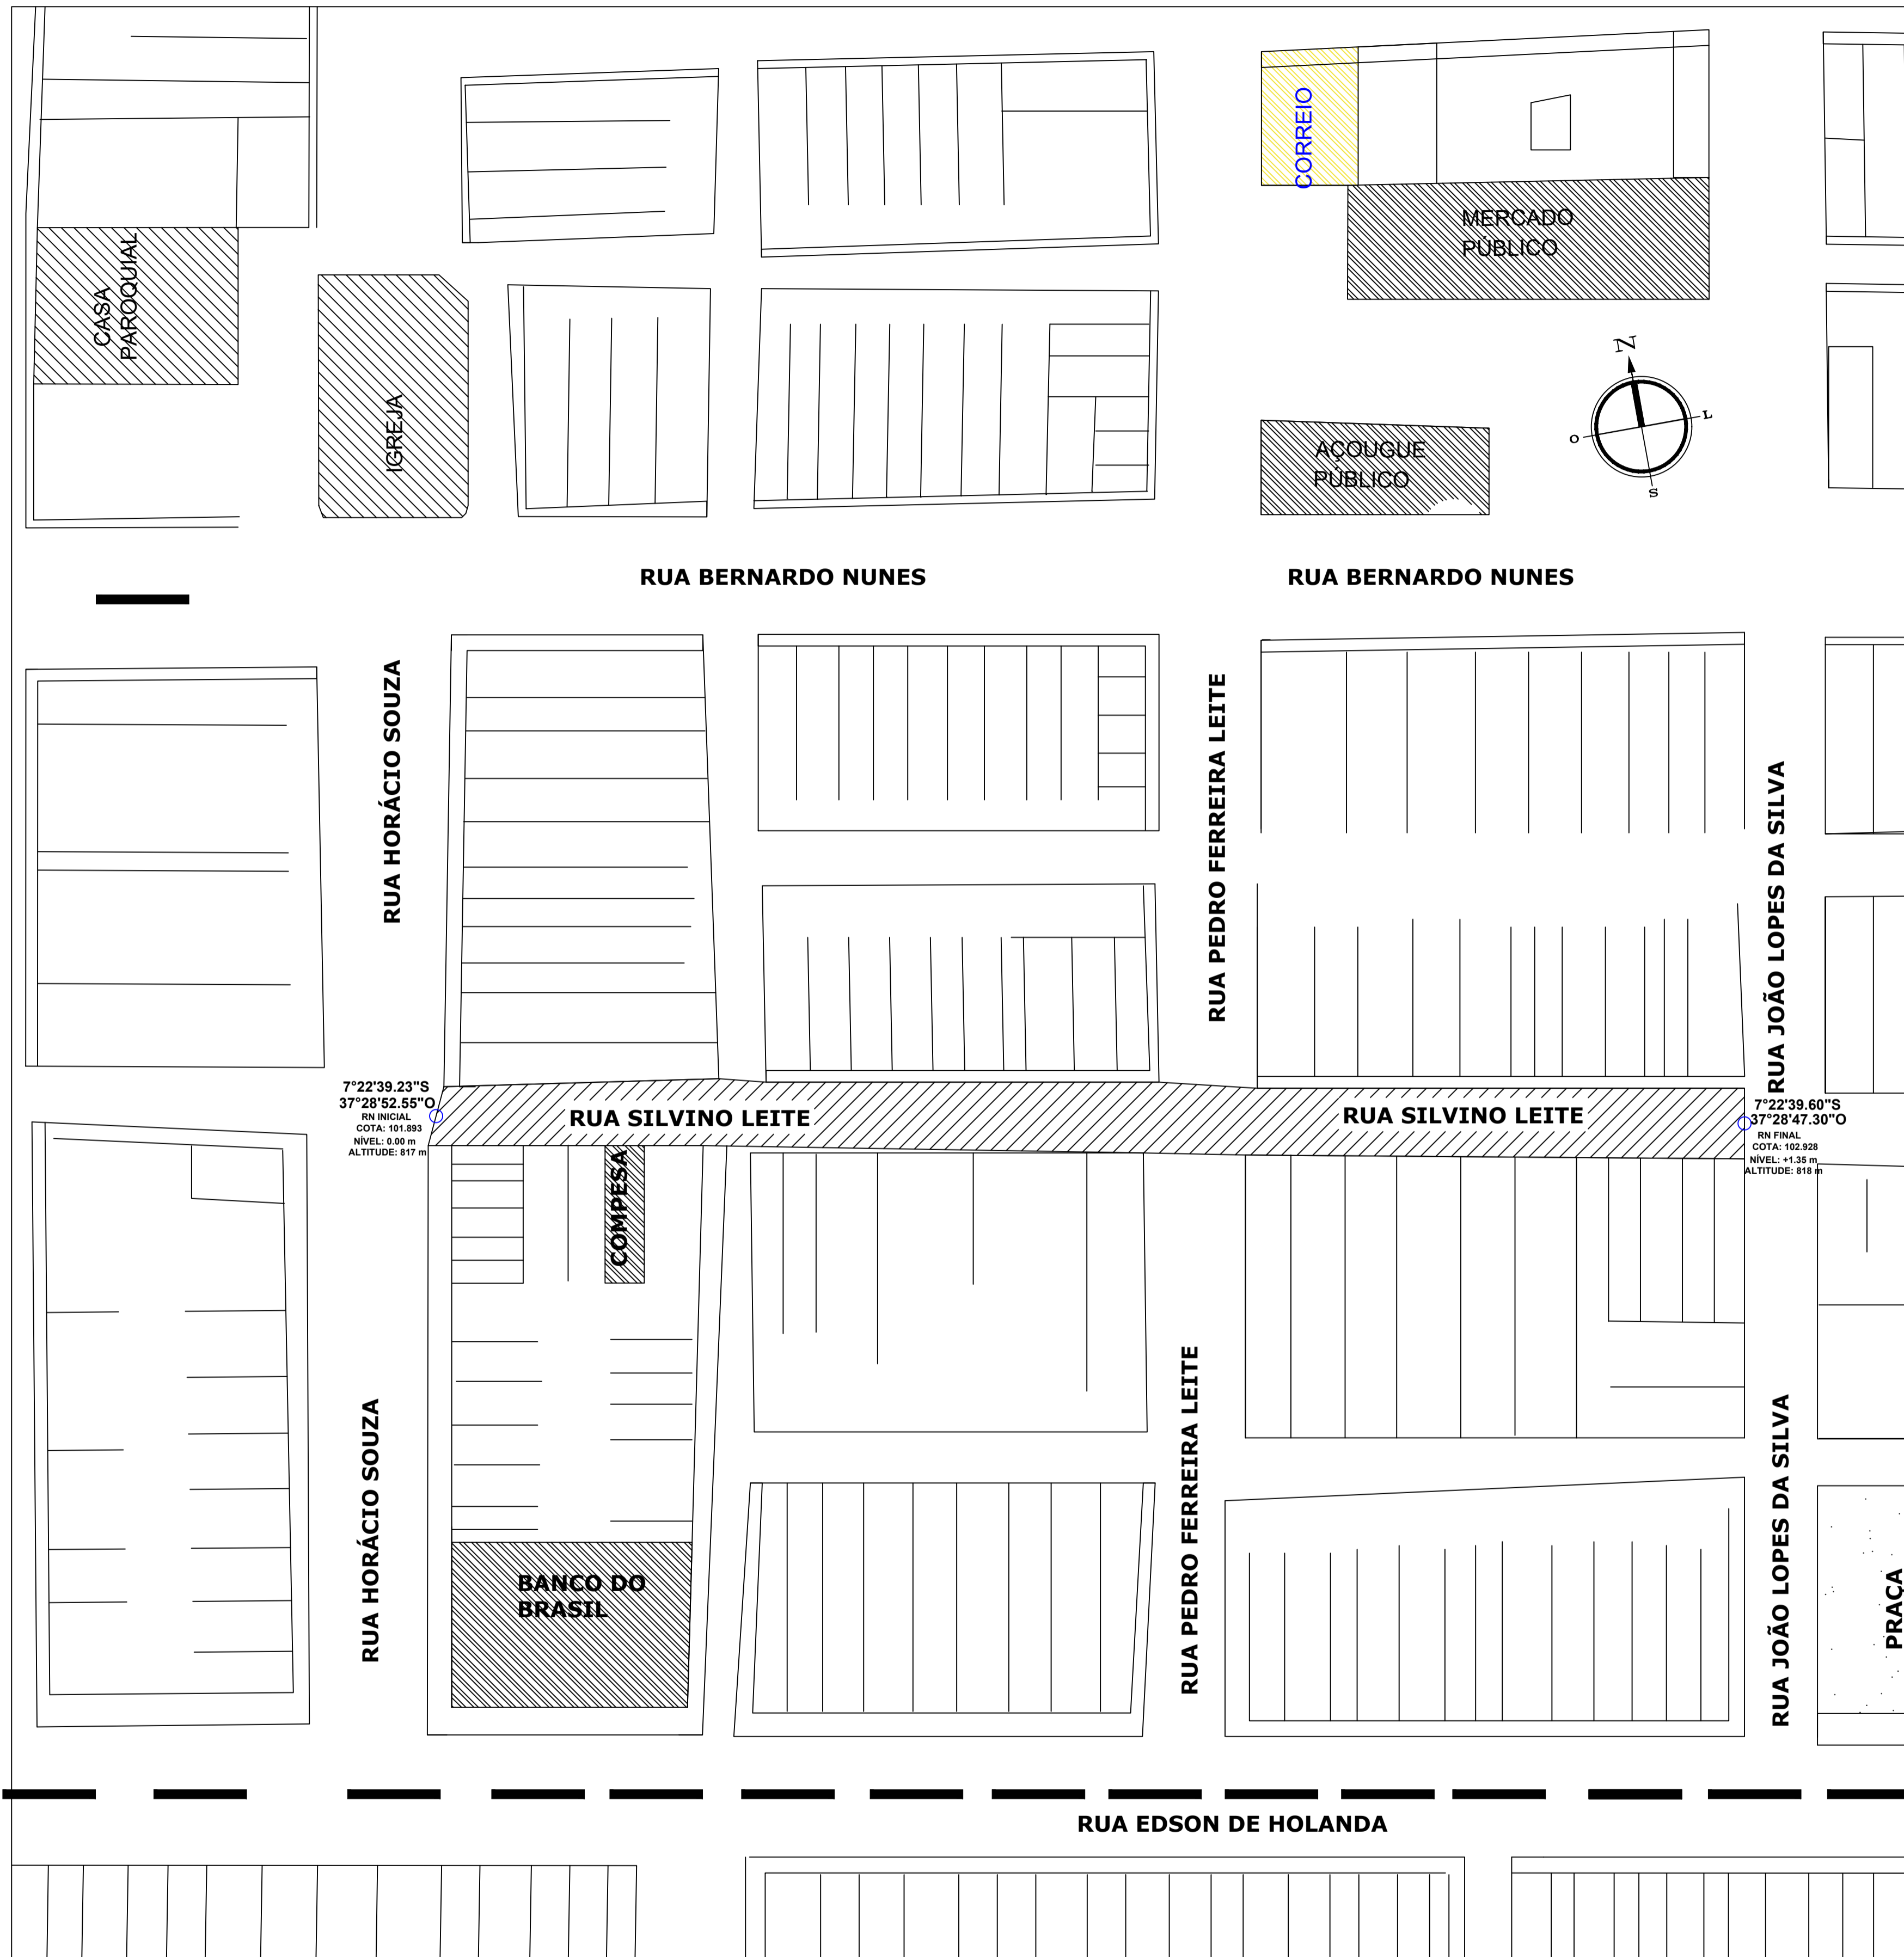 CORREIO
MERCADO
PÚBLICO
CASA
PAROQUIAL
IGREJA
N
L
O
S
AÇOUGUE
PÚBLICO
RUA BERNARDO NUNES
RUA BERNARDO NUNES
RUA HORÁCIO SOUZA
RUA PEDRO FERREIRA LEITE
RUA JOÃO LOPES DA SILVA
7°22'39.23"S
37°28'52.55"O
RN INICIAL
COTA: 101.893
NÍVEL: 0.00 m
ALTITUDE: 817 m
RUA SILVINO LEITE
RUA SILVINO LEITE
7°22'39.60"S
37°28'47.30"O
RN FINAL
COTA: 102.928
NÍVEL: +1.35 m
ALTITUDE: 818 m
COMPESA
RUA HORÁCIO SOUZA
RUA PEDRO FERREIRA LEITE
RUA JOÃO LOPES DA SILVA
BANCO DO
BRASIL
PRAÇA
RUA EDSON DE HOLANDA